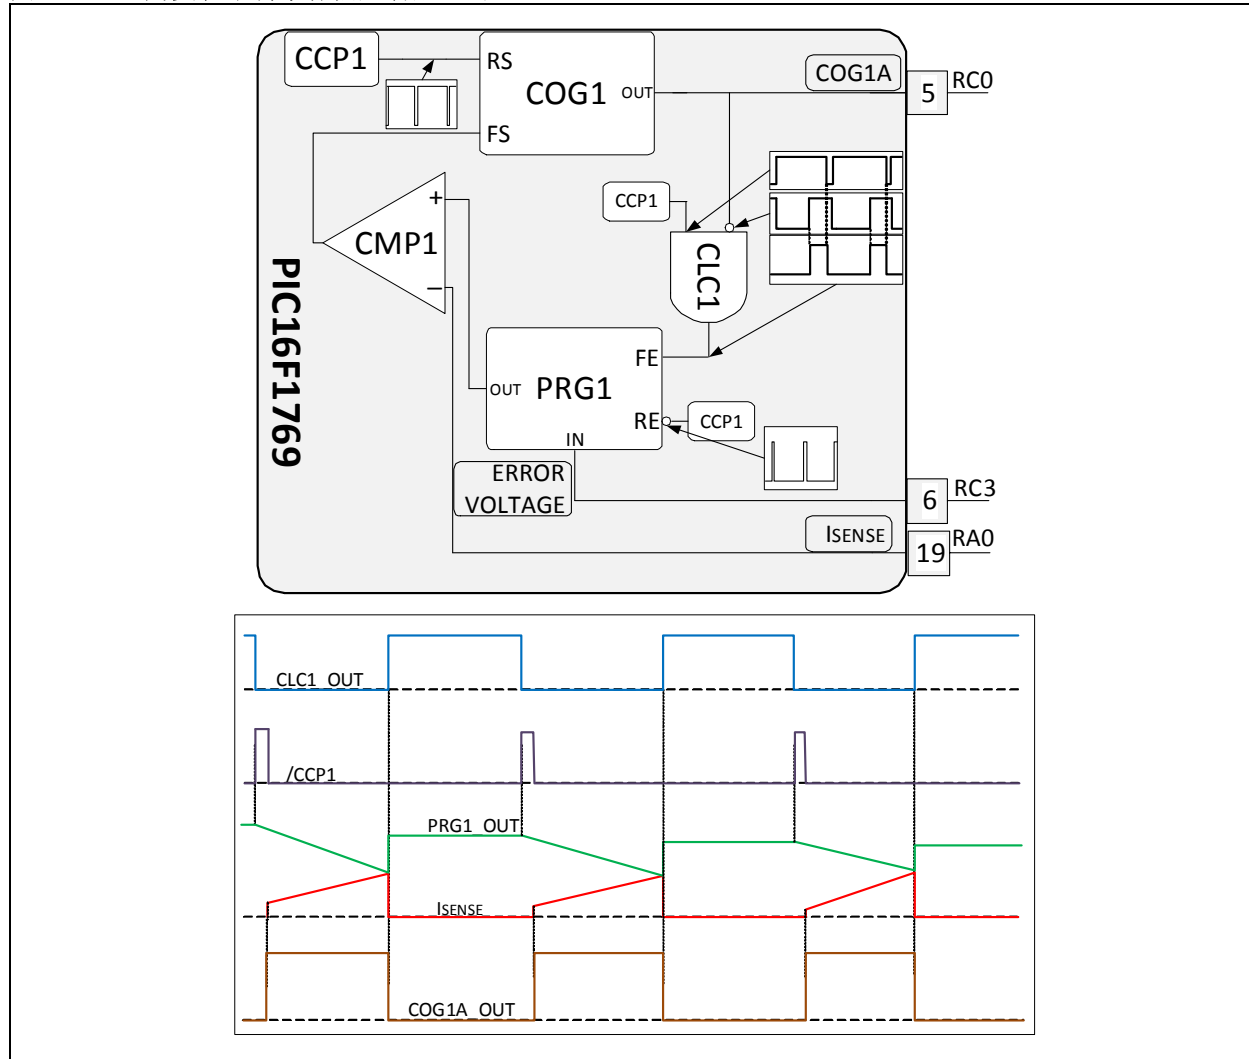 CCP1
RS
COG1
OUT
FS
COG1A
5
RC0
CCP1
CMP1
+
−
CLC1
PIC16F1769
FE
PRG1
OUT
RE
CCP1
IN
ERROR
VOLTAGE
6
RC3
ISENSE
19
RA0
CLC1_OUT
/CCP1
PRG1_OUT
ISENSE
COG1A_OUT